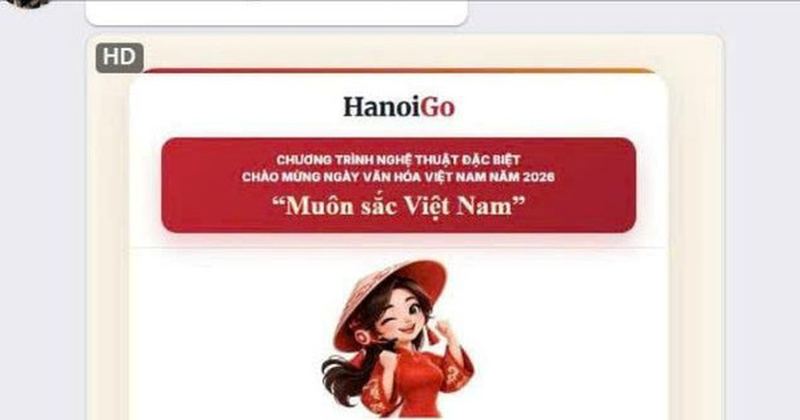 HD
HanoiGo
CHƯƠNG TRÌNH NGHỆ THUẬT ĐẶC BIỆT
CHÀO MỪNG NGÀY VĂN HÓA VIỆT NAM NĂM 2026
“Muôn sắc Việt Nam”